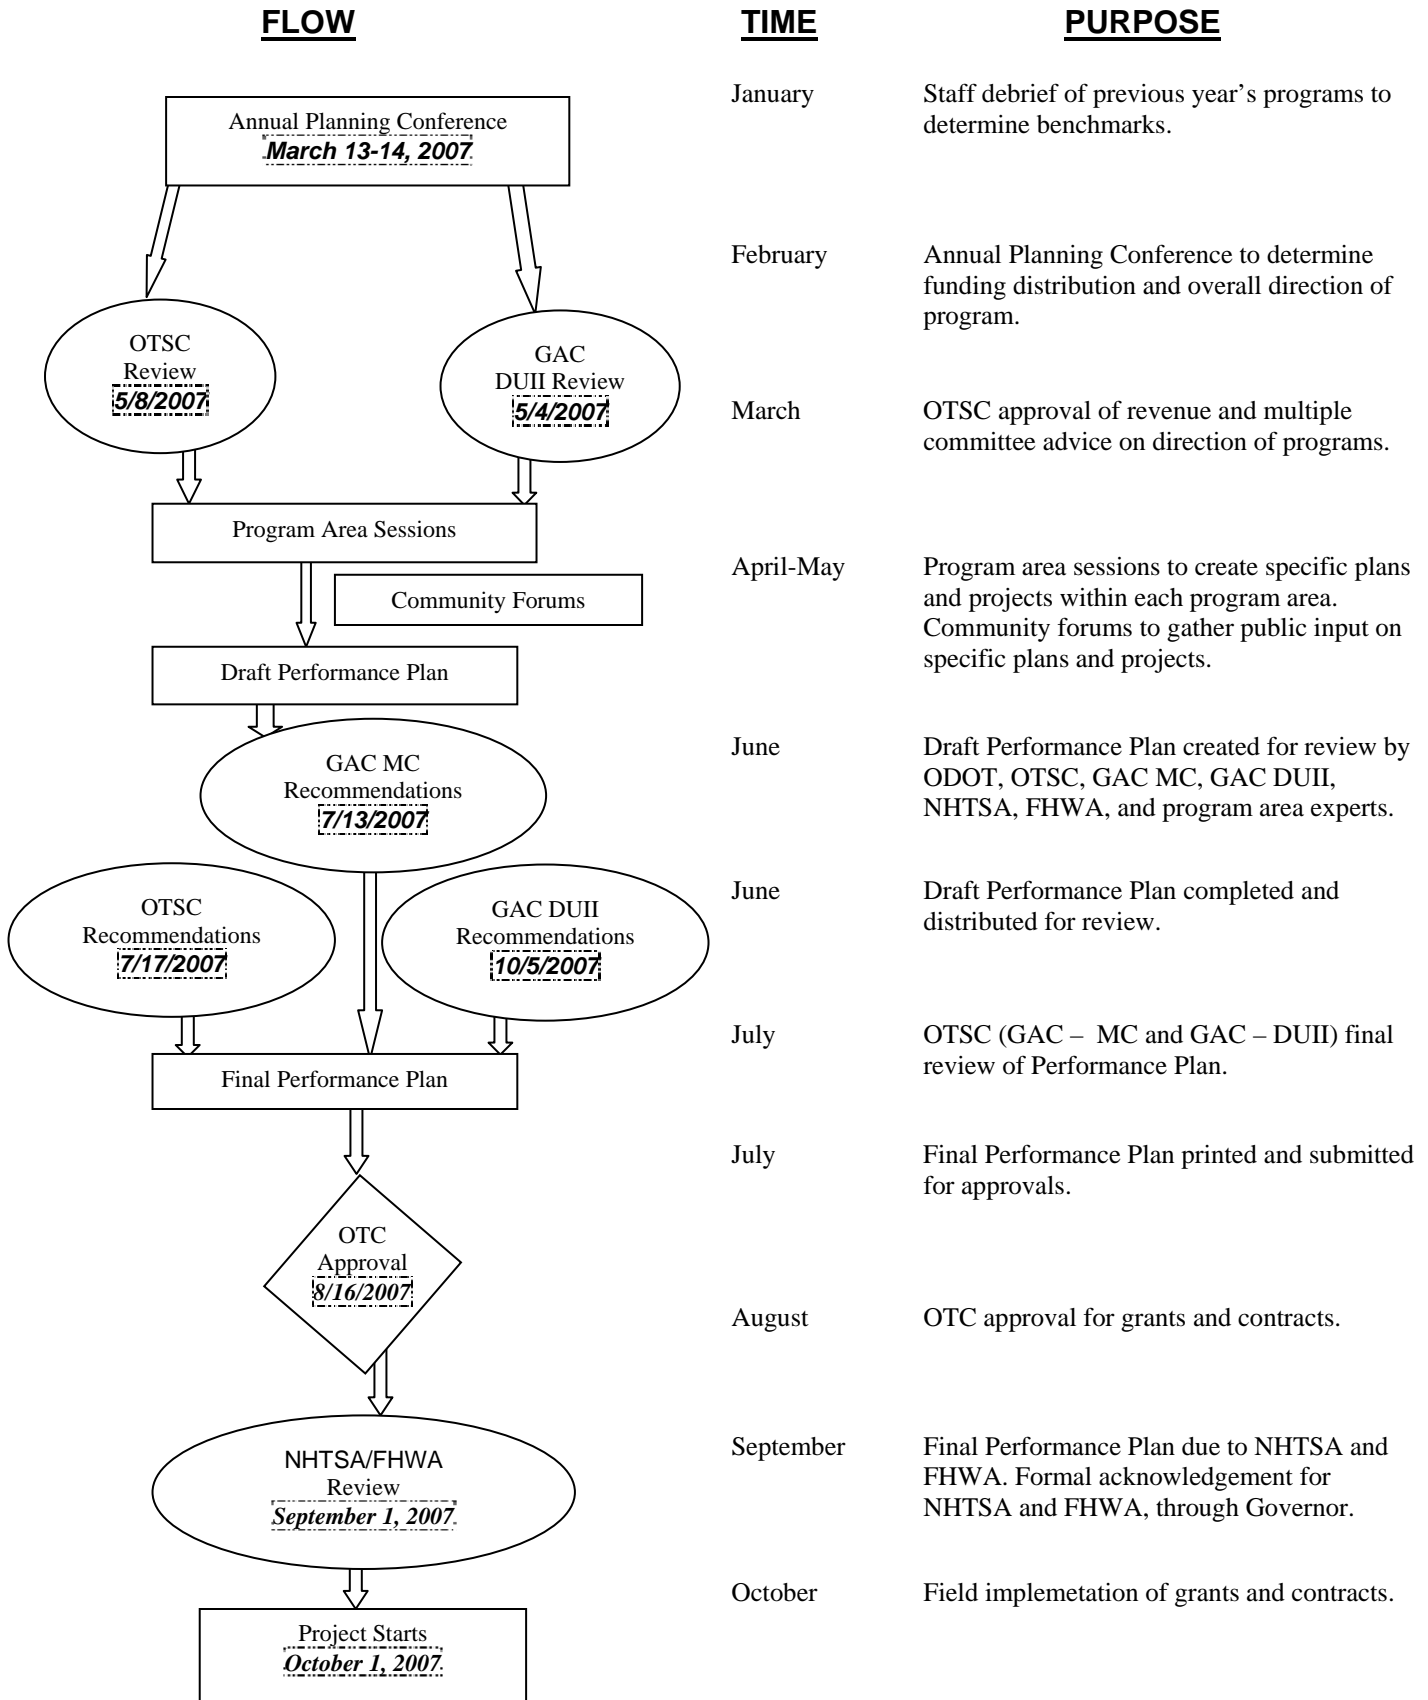 FLOW
TIME
PURPOSE
Annual Planning Conference
March 13-14, 2007
OTSC
Review
5/8/2007
GAC
DUII Review
5/4/2007
Program Area Sessions
Community Forums
Draft Performance Plan
GAC MC
Recommendations
7/13/2007
OTSC
Recommendations
7/17/2007
GAC DUII
Recommendations
10/5/2007
Final Performance Plan
OTC
Approval
8/16/2007
NHTSA/FHWA
Review
September 1, 2007
Project Starts
October 1, 2007
January
Staff debrief of previous year’s programs to
determine benchmarks.
February
Annual Planning Conference to determine
funding distribution and overall direction of
program.
March
OTSC approval of revenue and multiple
committee advice on direction of programs.
April-May
Program area sessions to create specific plans
and projects within each program area.
Community forums to gather public input on
specific plans and projects.
June
Draft Performance Plan created for review by
ODOT, OTSC, GAC MC, GAC DUII,
NHTSA, FHWA, and program area experts.
June
Draft Performance Plan completed and
distributed for review.
July
OTSC (GAC – MC and GAC – DUII) final
review of Performance Plan.
July
Final Performance Plan printed and submitted
for approvals.
August
OTC approval for grants and contracts.
September
Final Performance Plan due to NHTSA and
FHWA. Formal acknowledgement for
NHTSA and FHWA, through Governor.
October
Field implemetation of grants and contracts.